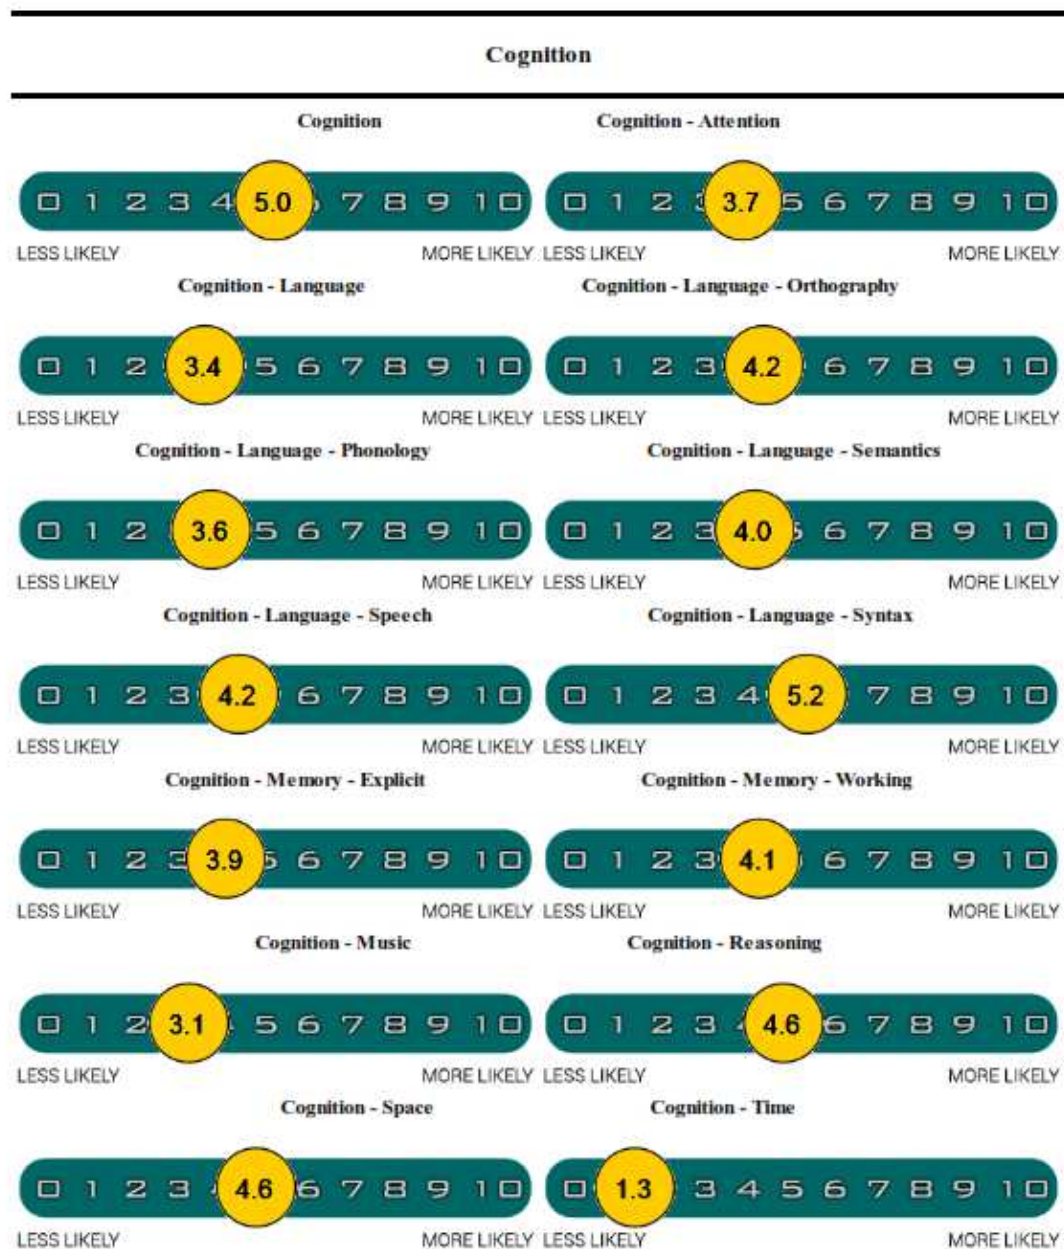 Cognition
Cognition Cognition - Attention
0 1 2 3 4 5.0 7 8 9 10 0 1 2 3.7 5 6 7 8 9 10
LESS LIKELY MORE LIKELY LESS LIKELY MORE LIKELY
Cognition - Language Cognition - Language - Orthography
0 1 2 3.4 5 6 7 8 9 10 0 1 2 3 4.2 6 7 8 9 10
LESS LIKELY MORE LIKELY LESS LIKELY MORE LIKELY
Cognition - Language - Phonology Cognition - Language - Semantics
0 1 2 3.6 5 6 7 8 9 10 0 1 2 3 4.0 6 7 8 9 10
LESS LIKELY MORE LIKELY LESS LIKELY MORE LIKELY
Cognition - Language - Speech Cognition - Language - Syntax
0 1 2 3 4.2 6 7 8 9 10 0 1 2 3 4 5.2 7 8 9 10
LESS LIKELY MORE LIKELY LESS LIKELY MORE LIKELY
Cognition - Memory - Explicit Cognition - Memory - Working
0 1 2 3 3.9 6 7 8 9 10 0 1 2 3 4.1 6 7 8 9 10
LESS LIKELY MORE LIKELY LESS LIKELY MORE LIKELY
Cognition - Music Cognition - Reasoning
0 1 2 3.1 5 6 7 8 9 10 0 1 2 3 4.6 6 7 8 9 10
LESS LIKELY MORE LIKELY LESS LIKELY MORE LIKELY
Cognition - Space Cognition - Time
0 1 2 3 4.6 6 7 8 9 10 0 1.3 3 4 5 6 7 8 9 10
LESS LIKELY MORE LIKELY LESS LIKELY MORE LIKELY